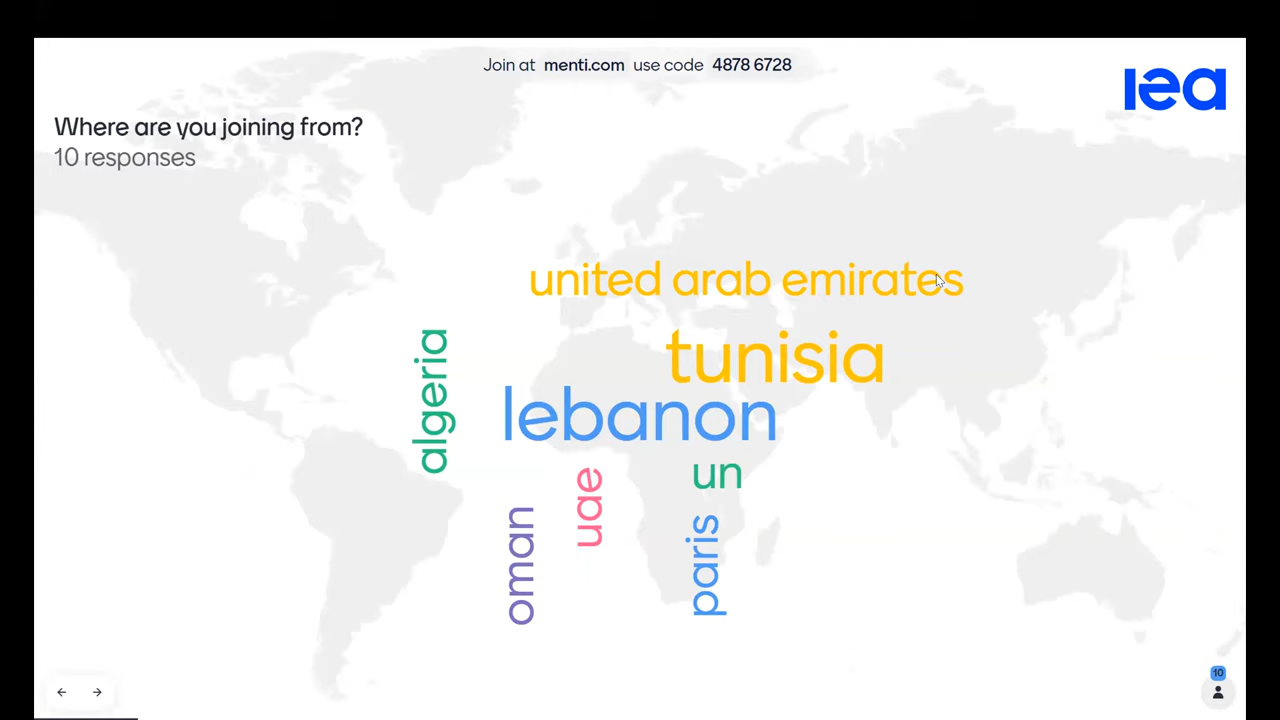 Join at menti.com use code 4878 6728
iea
Where are you joining from?
10 responses
united arab emirates
tunisia
algeria
lebanon
un
uae
oman
paris
10